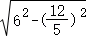 √(6² − (12/5)²)